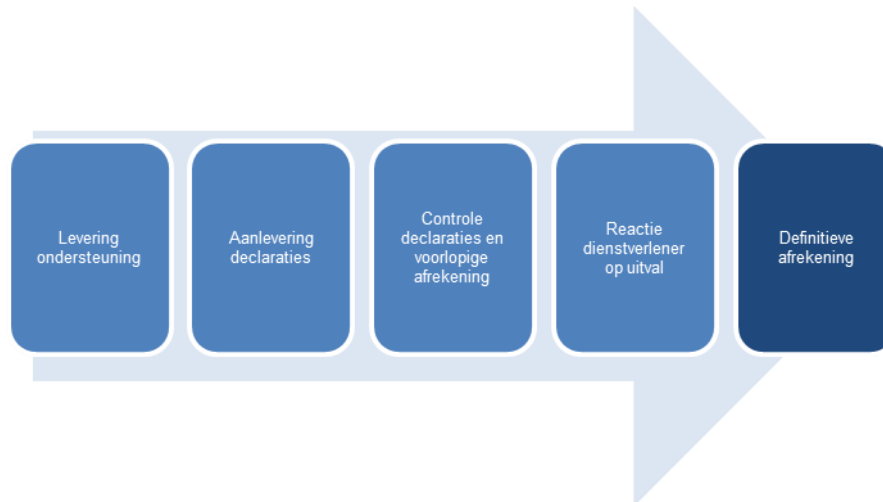 Levering
ondersteuning
Aanlevering
declaraties
Controle
declaraties en
voorlopige
afrekening
Reactie
dienstverlener
op uitval
Definitieve
afrekening